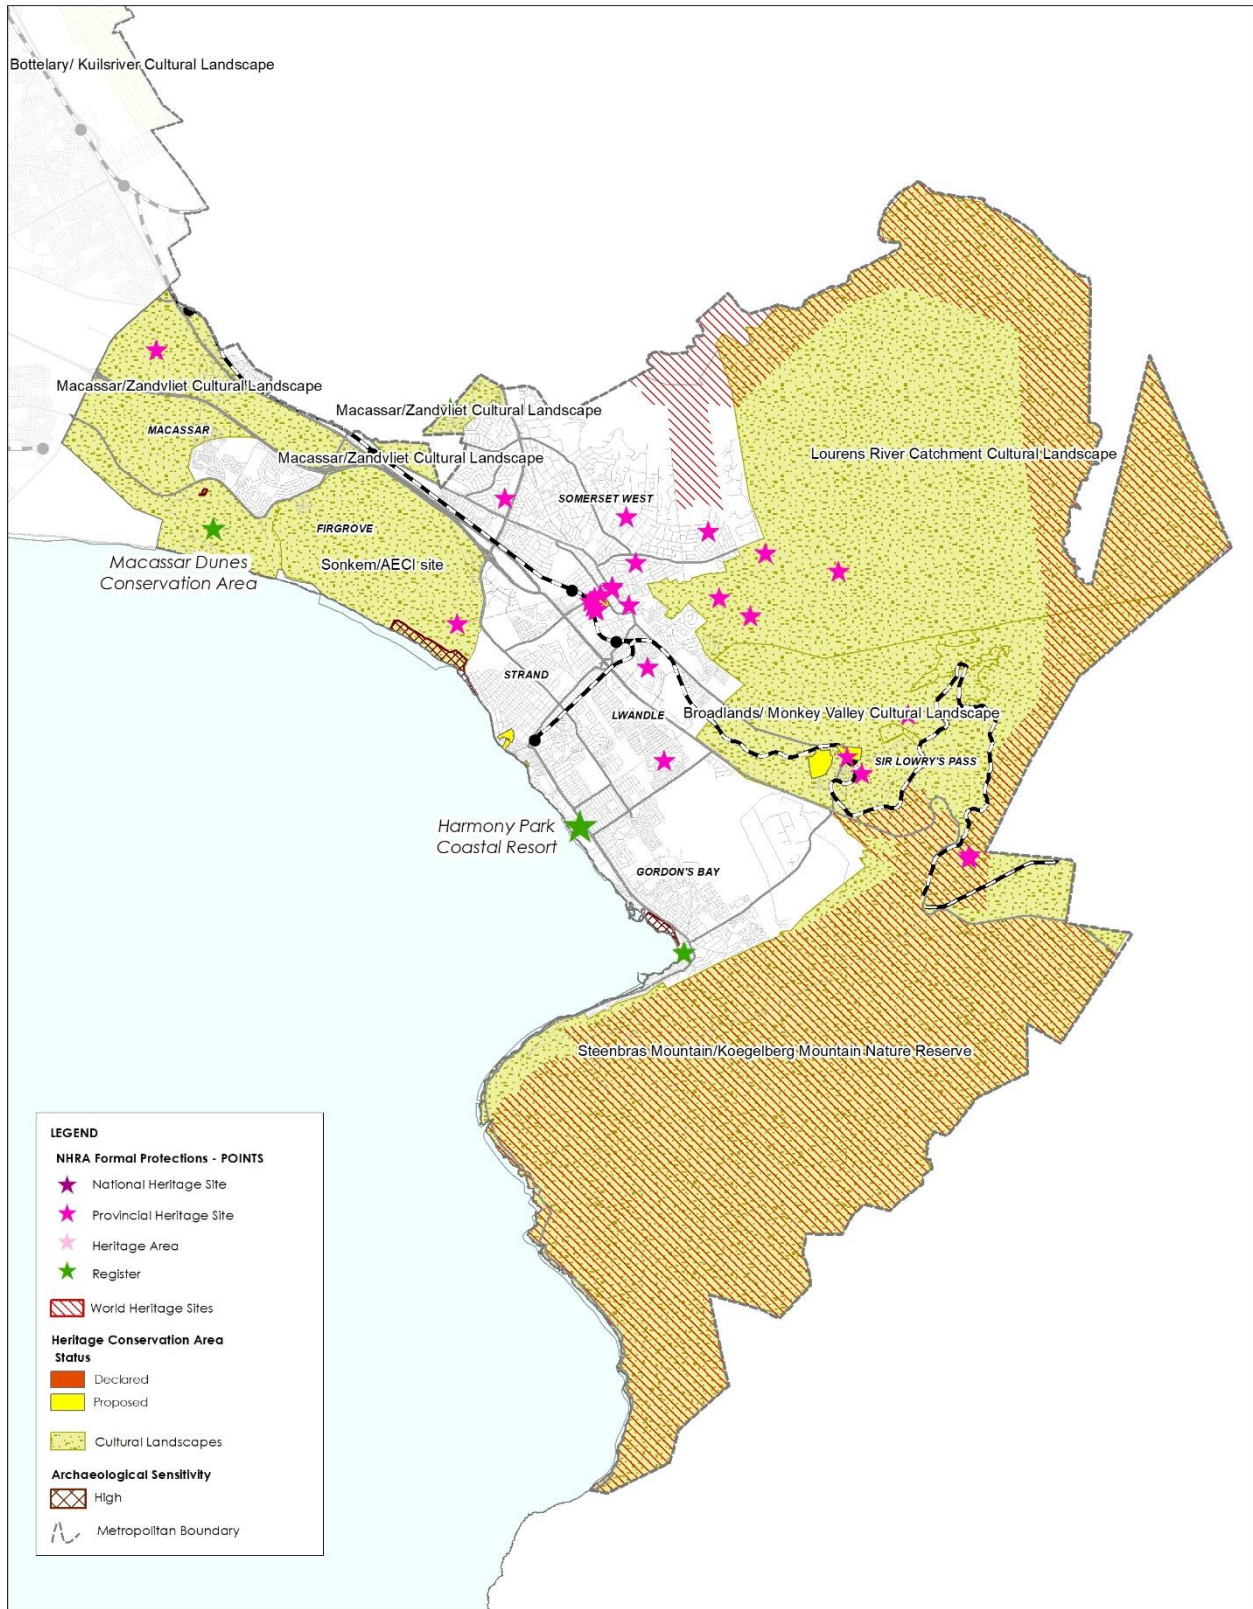 Bottelary/ Kuilsriver Cultural Landscape
Macassar/Zandvliet Cultural Landscape
Macassar/Zandvliet Cultural Landscape
MACASSAR
Macassar/Zandvliet Cultural Landscape
Lourens River Catchment Cultural Landscape
SOMERSET WEST
FIRGROVE
Macassar Dunes
Conservation Area
Sonkem/AECI site
STRAND
LWANDLE
Broadlands/ Monkey Valley Cultural Landscape
SIR LOWRY'S PASS
Harmony Park
Coastal Resort
GORDON'S BAY
Steenbras Mountain/Koegelberg Mountain Nature Reserve
LEGEND
NHRA Formal Protections - POINTS
National Heritage Site
Provincial Heritage Site
Heritage Area
Register
World Heritage Sites
Heritage Conservation Area
Status
Declared
Proposed
Cultural Landscapes
Archaeological Sensitivity
High
Metropolitan Boundary